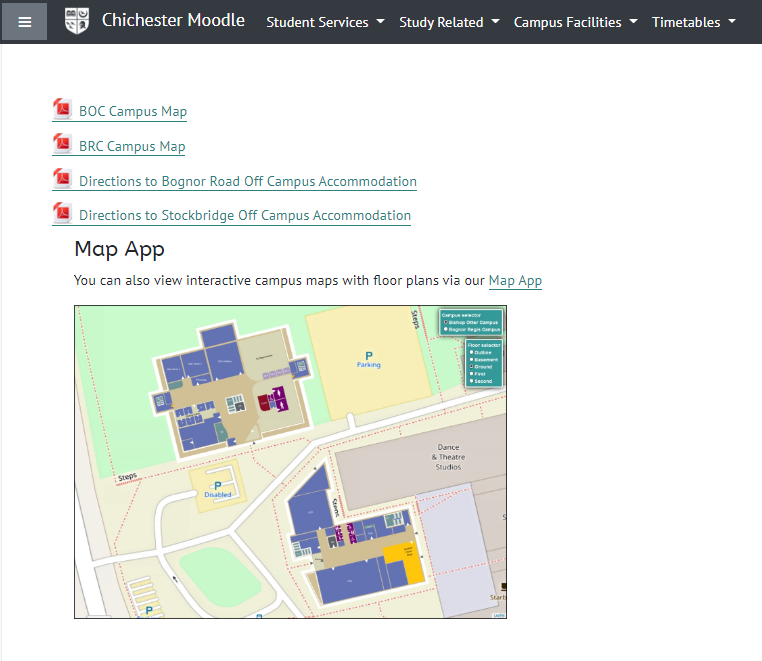 Chichester Moodle Student Services Study Related Campus Facilities Timetables
BOC Campus Map
BRC Campus Map
Directions to Bognor Road Off Campus Accommodation
Directions to Stockbridge Off Campus Accommodation
Map App
You can also view interactive campus maps with floor plans via our Map App
Campus selector
Bishop Otter Campus
Bognor Regis Campus
Floor selector
Outline
Basement
Ground
First
Second
Steps
P
Parking
Dance
& Theatre
Studios
Steps
P
Disabled
Steps
P